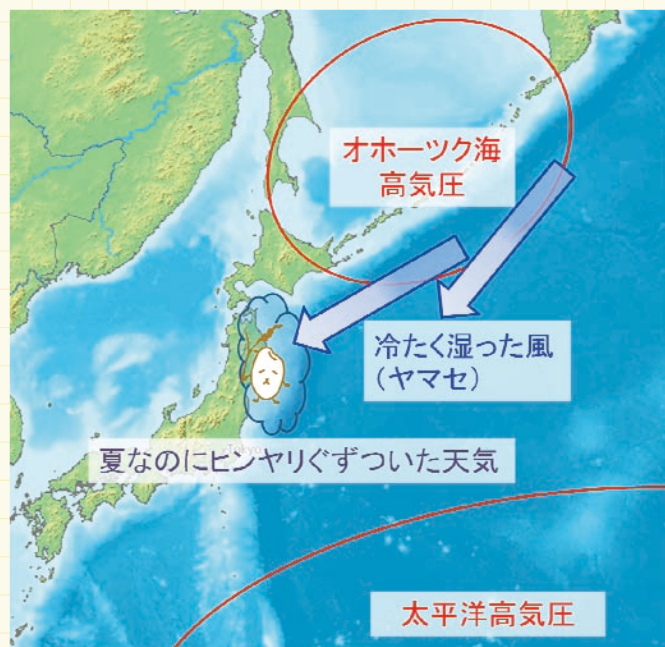 オホーツク海
高気圧
冷たく湿った風
（ヤマセ）
Tokyo
夏なのにヒンヤリぐずついた天気
太平洋高気圧